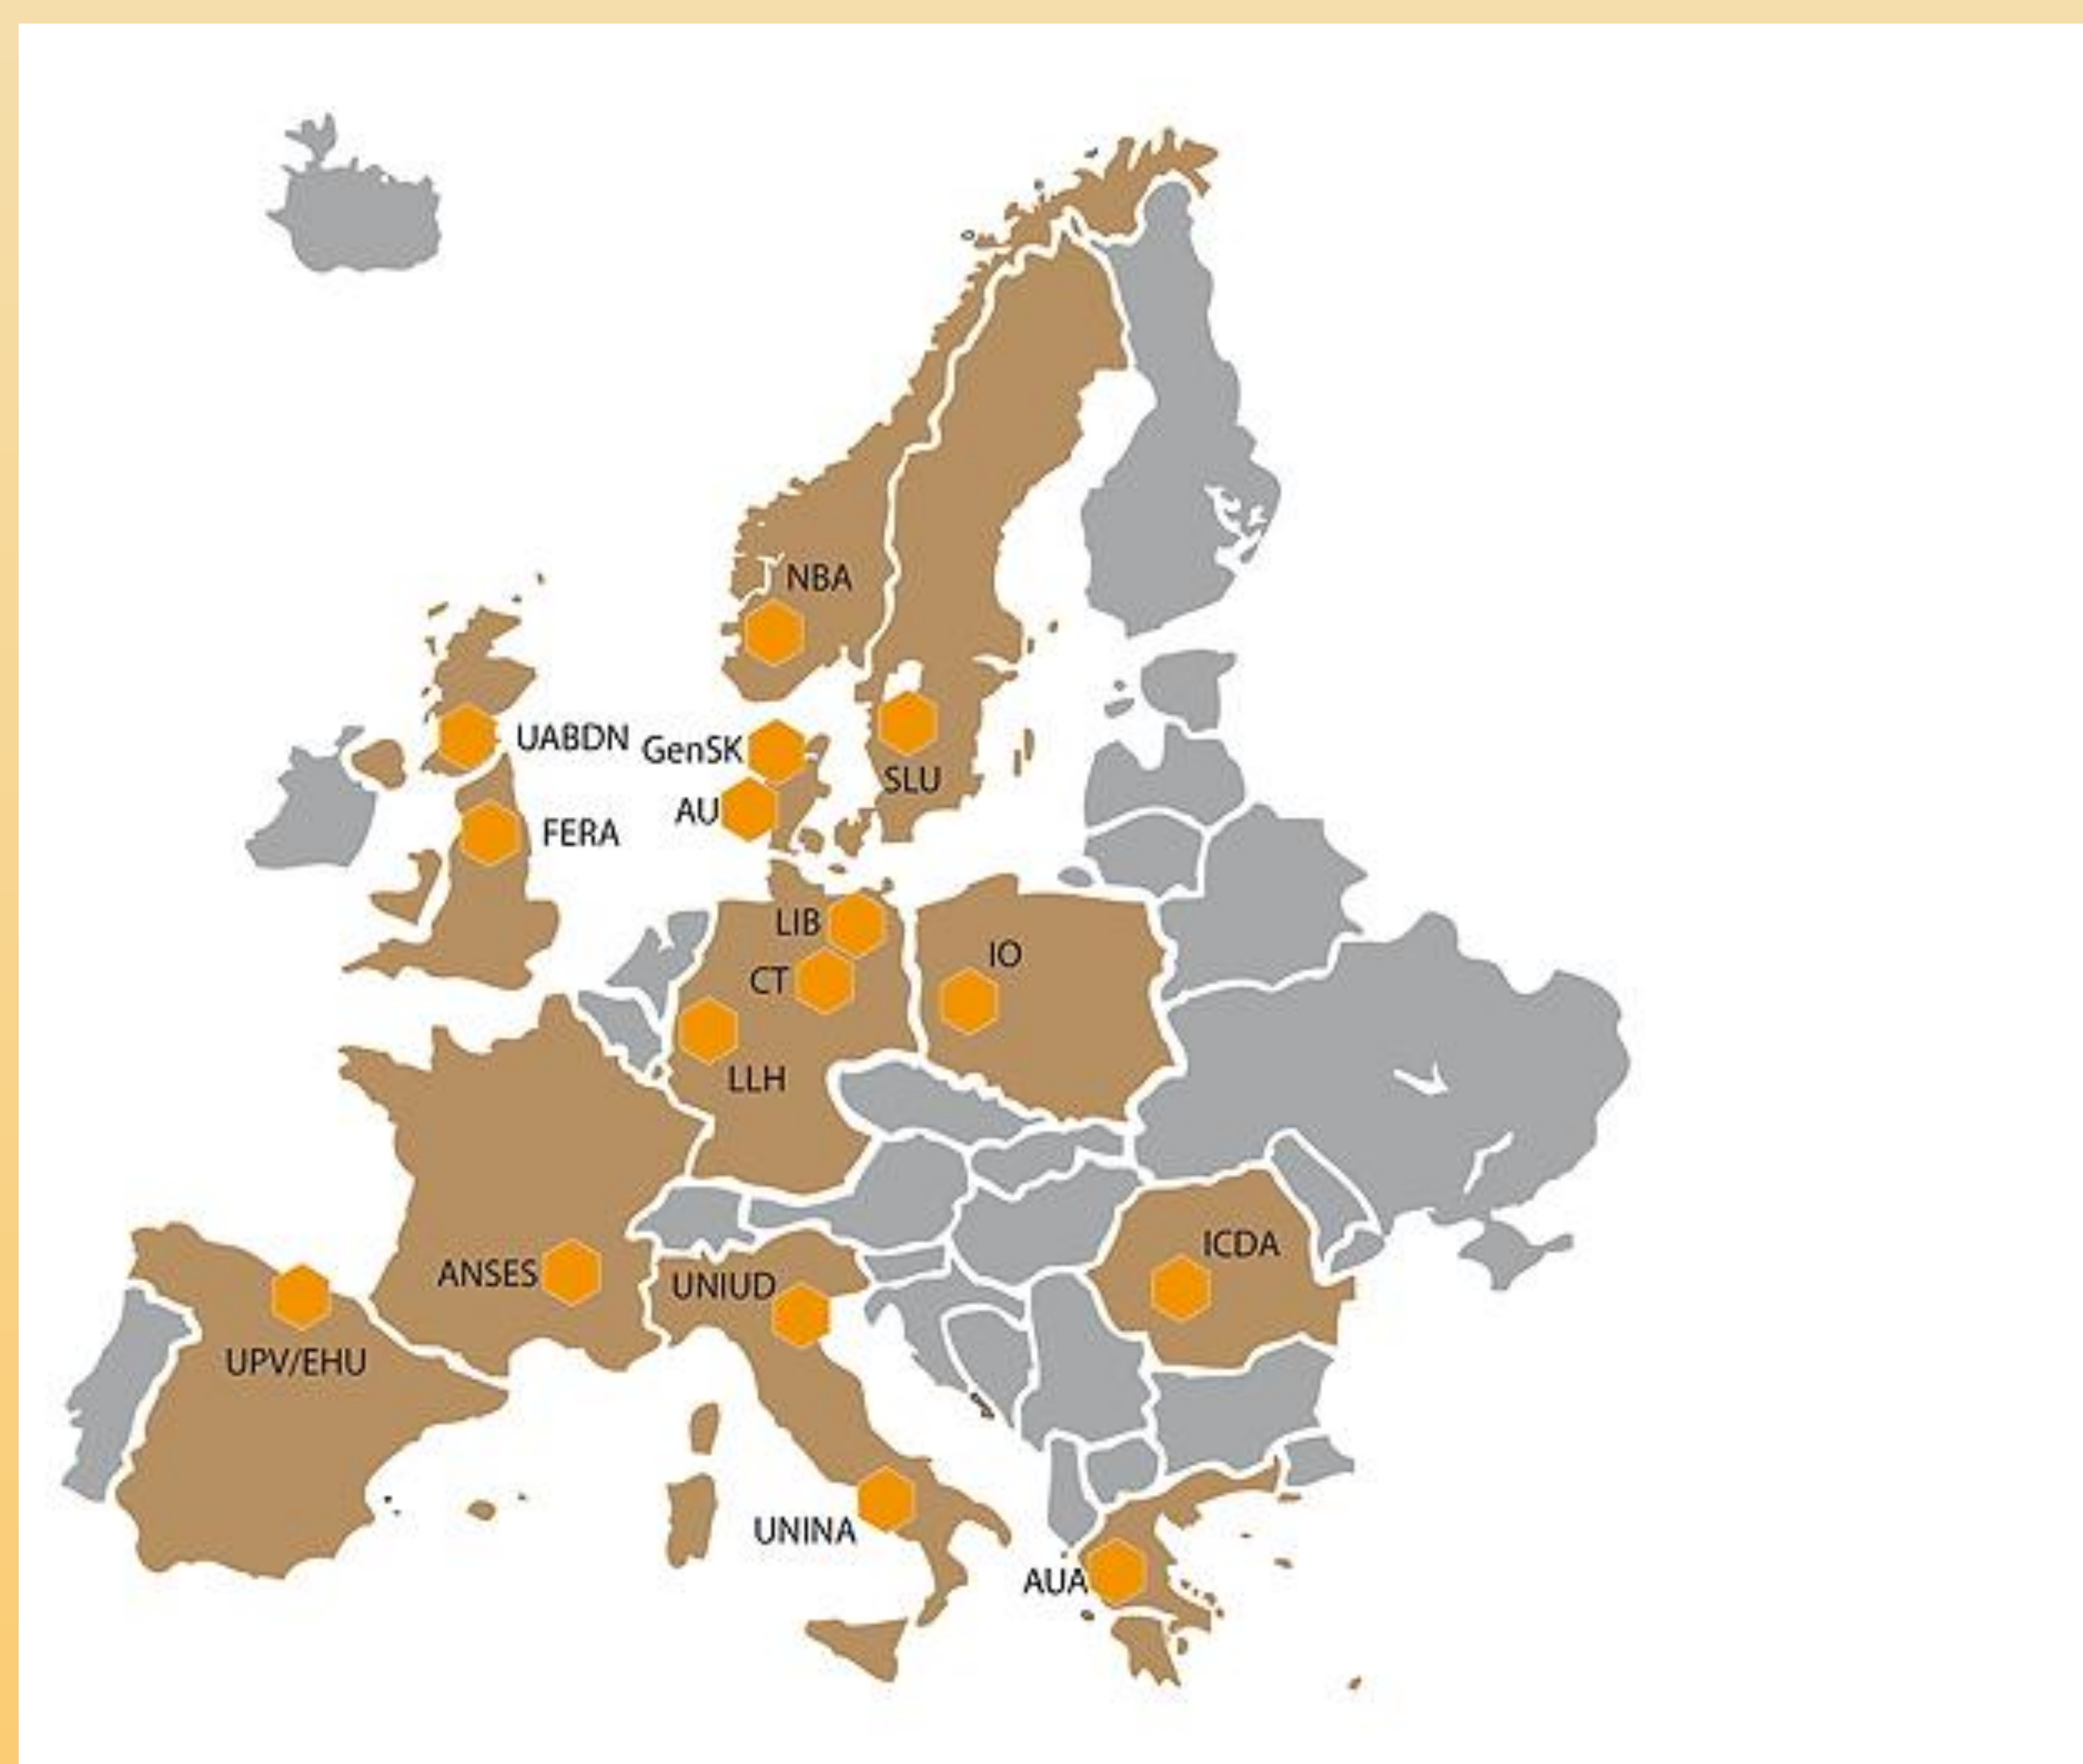 NBA
UABDN
GenSK
SLU
AU
FERA
LIB
IO
CT
LLH
ICDA
ANSES
UNIUD
UPV/EHU
UNINA
AUA